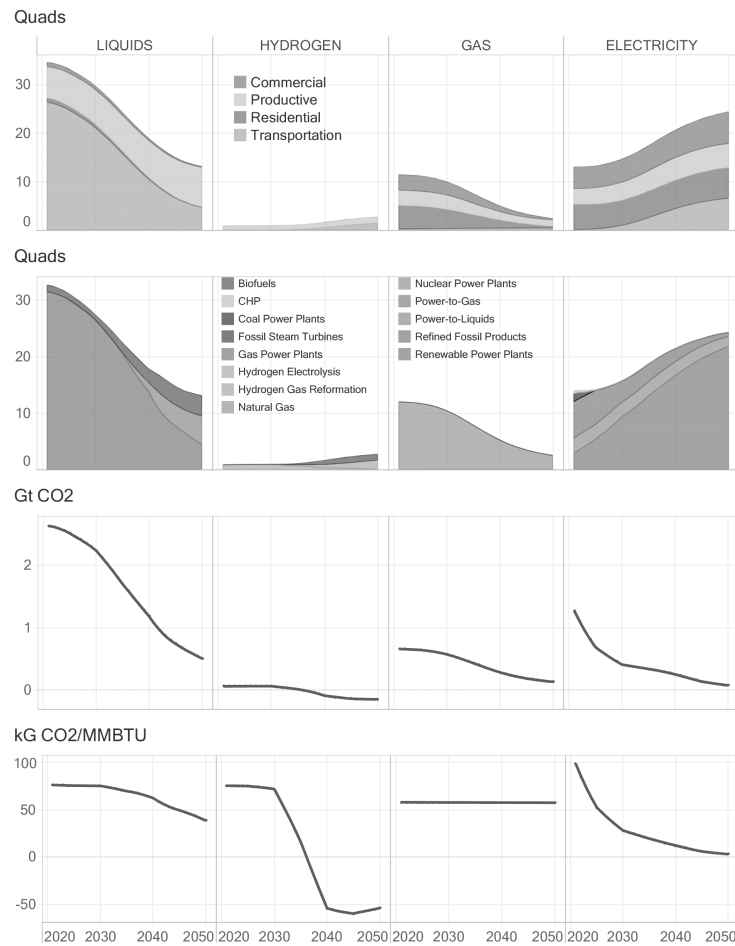 Quads
LIQUIDS HYDROGEN GAS ELECTRICITY
30
20
10
0
Commercial
Productive
Residential
Transportation
Quads
30
20
10
0
Biofuels
CHP
Coal Power Plants
Fossil Steam Turbines
Gas Power Plants
Hydrogen Electrolysis
Hydrogen Gas Reformation
Natural Gas
Nuclear Power Plants
Power-to-Gas
Power-to-Liquids
Refined Fossil Products
Renewable Power Plants
Gt CO2
2
1
0
kG CO2/MMBTU
100
50
0
-50
2020 2030 2040 2050 2020 2030 2040 2050 2020 2030 2040 2050 2020 2030 2040 2050